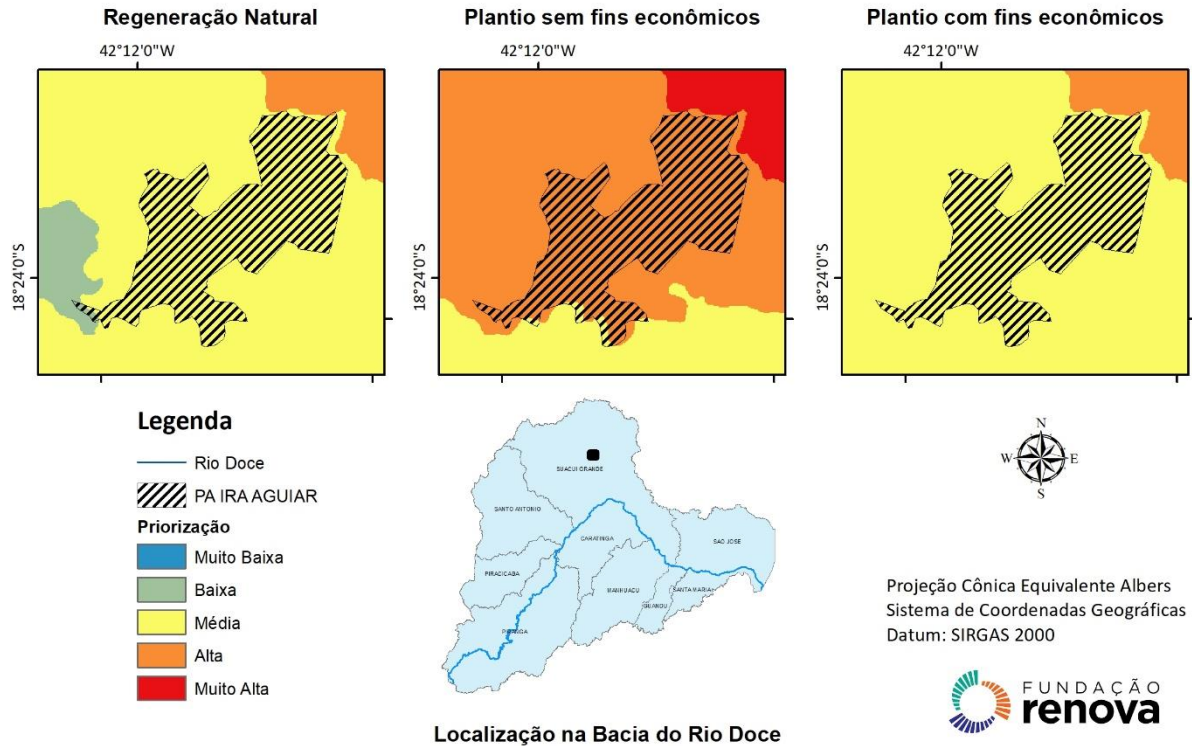 Regeneração Natural
Plantio sem fins econômicos
Plantio com fins econômicos
42°12'0"W
42°12'0"W
42°12'0"W
18°24'0"S
18°24'0"S
18°24'0"S
Legenda
Rio Doce
PA IRA AGUIAR
Priorização
Muito Baixa
Baixa
Média
Alta
Muito Alta
SUACUI GRANDE
SANTO ANTONIO
CARATINGA
SAO JOSE
PIRACICABA
MANHUAÇU
SANTA MARIA
GUANDU
PIRANGA
Localização na Bacia do Rio Doce
N
W
E
S
Projeção Cônica Equivalente Albers
Sistema de Coordenadas Geográficas
Datum: SIRGAS 2000
FUNDAÇÃO
renova